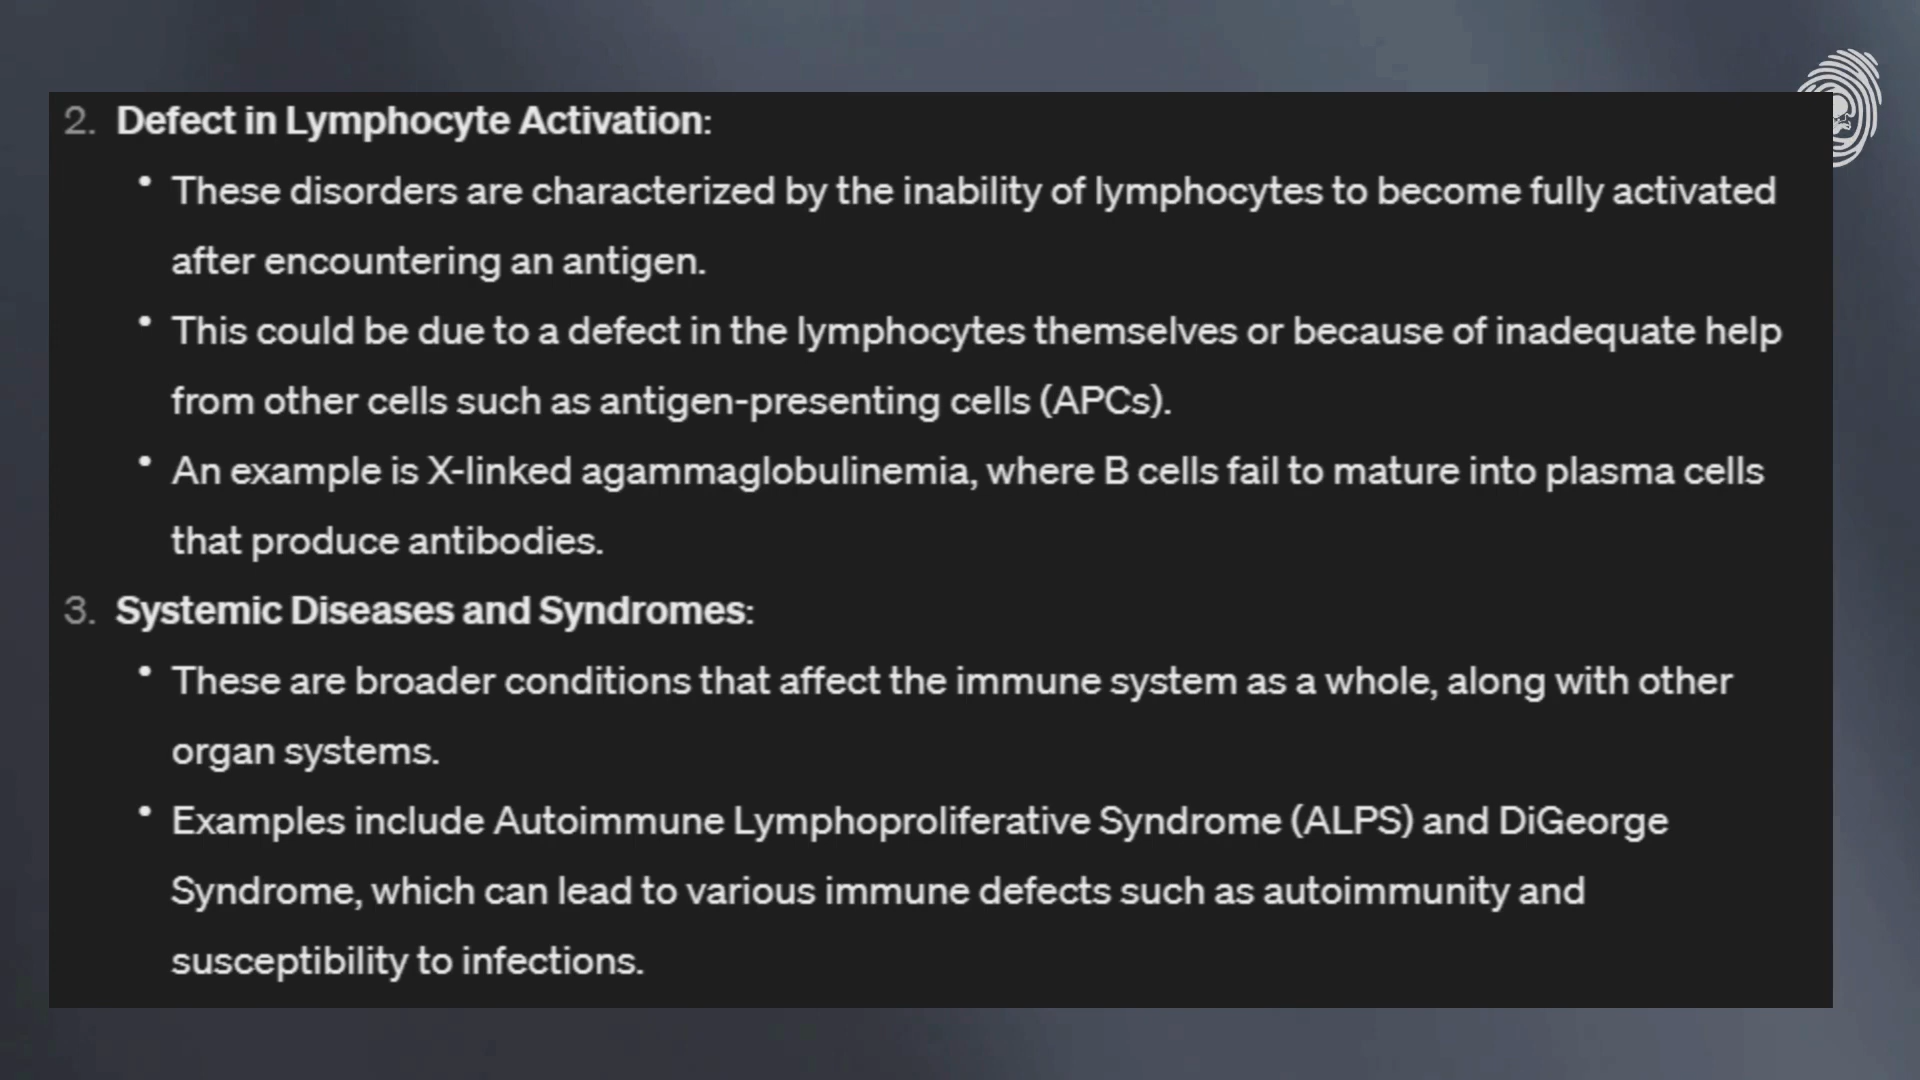 2. Defect in Lymphocyte Activation:
• These disorders are characterized by the inability of lymphocytes to become fully activated
after encountering an antigen.
• This could be due to a defect in the lymphocytes themselves or because of inadequate help
from other cells such as antigen-presenting cells (APCs).
• An example is X-linked agammaglobulinemia, where B cells fail to mature into plasma cells
that produce antibodies.
3. Systemic Diseases and Syndromes:
• These are broader conditions that affect the immune system as a whole, along with other
organ systems.
• Examples include Autoimmune Lymphoproliferative Syndrome (ALPS) and DiGeorge
Syndrome, which can lead to various immune defects such as autoimmunity and
susceptibility to infections.